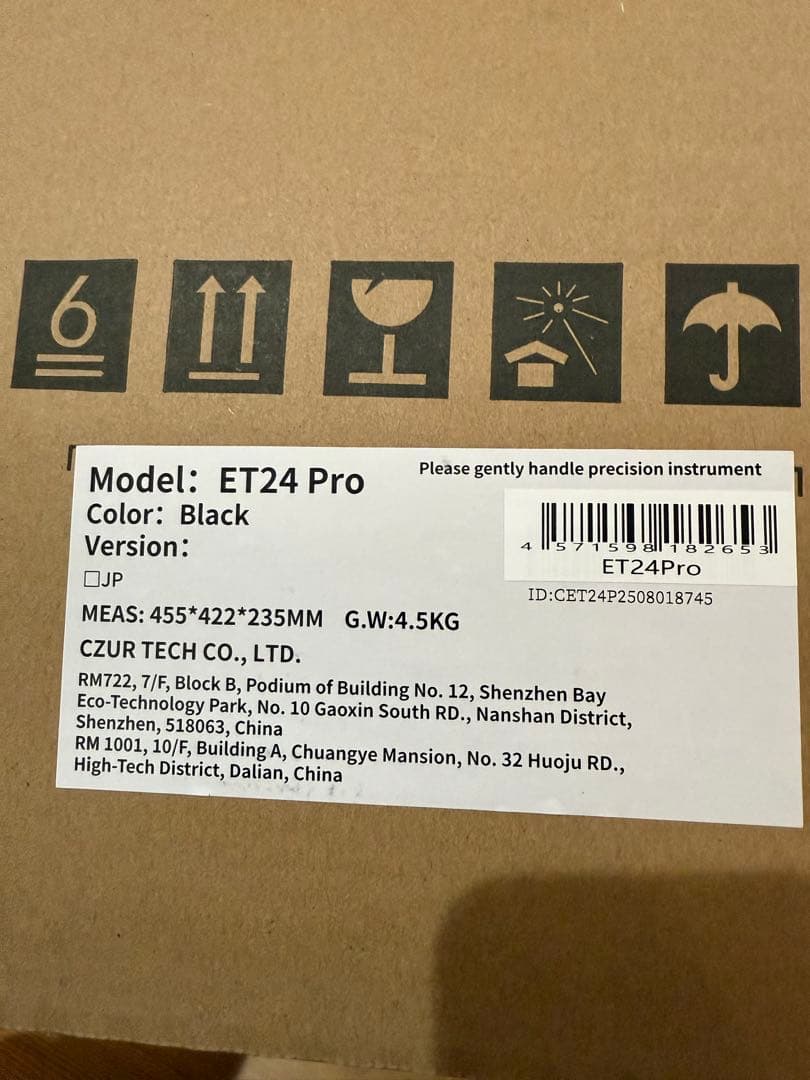 6
Model: ET24 Pro
Please gently handle precision instrument
Color: Black
Version:
□JP
4 571598 182653
ET24Pro
ID:CET24P2508018745
MEAS: 455*422*235MM G.W:4.5KG
CZUR TECH CO., LTD.
RM722, 7/F, Block B, Podium of Building No. 12, Shenzhen Bay
Eco-Technology Park, No. 10 Gaoxin South RD., Nanshan District,
Shenzhen, 518063, China
RM 1001, 10/F, Building A, Chuangye Mansion, No. 32 Huoju RD.,
High-Tech District, Dalian, China